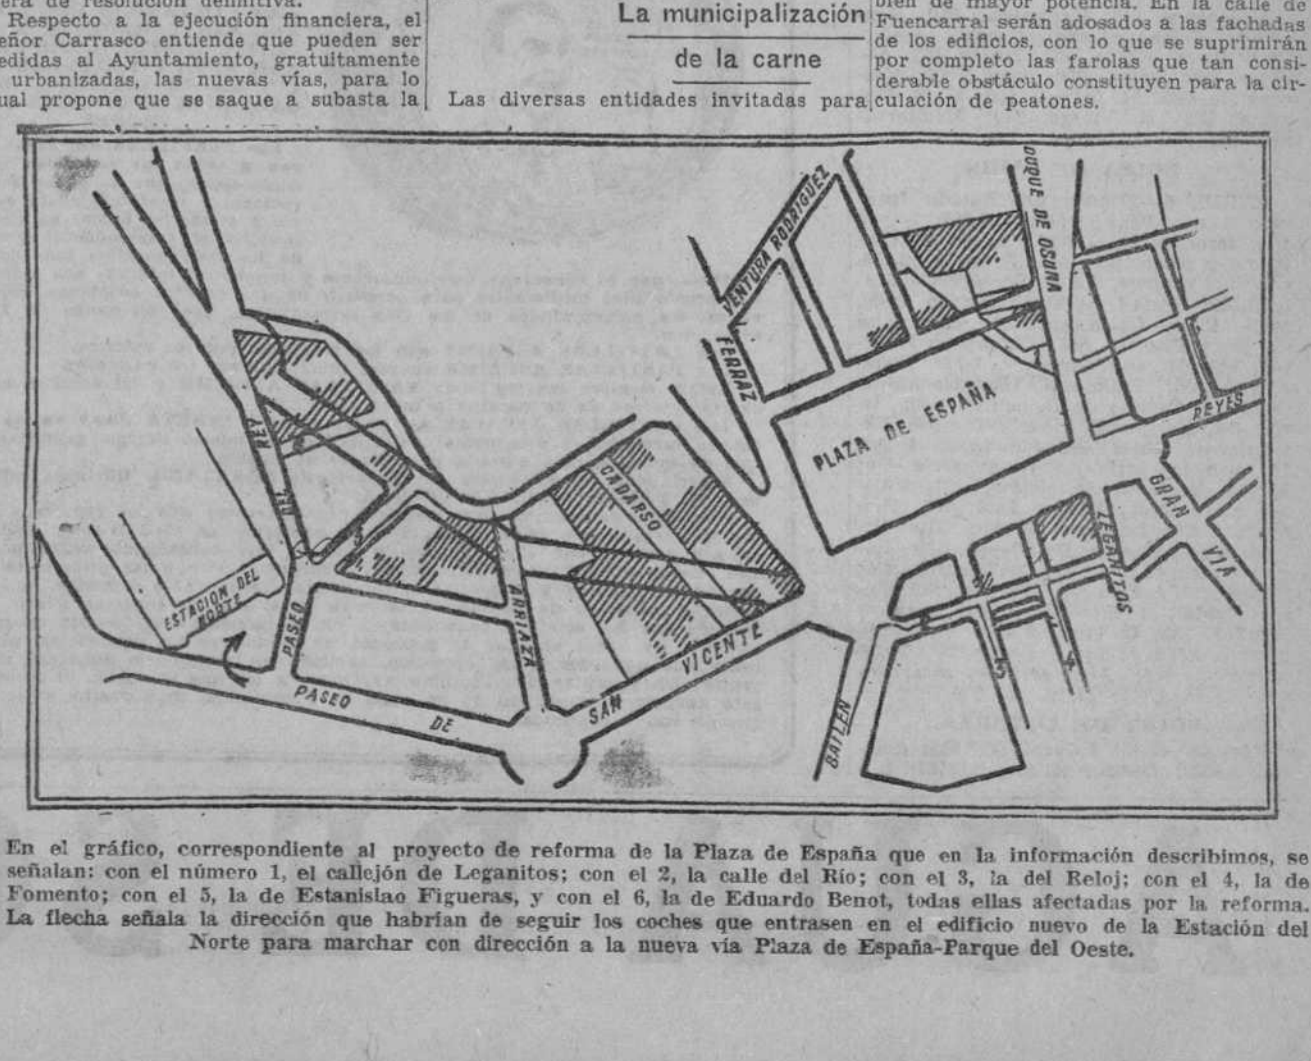 era de resolución definitiva.
Respecto a la ejecución financiera, el
eñor Carrasco entiende que pueden ser
edidas al Ayuntamiento, gratuitamente
urbanizadas, las nuevas vías, para lo
ual propone que se saque a subasta la
La municipalización
de la carne
Las diversas entidades invitadas para
bien de mayor potencia. En la calle de
Fuencarral serán adosados a las fachadas
de los edificios, con lo que se suprimirán
por completo las farolas que tan consi-
derable obstáculo constituyen para la cir-
culación de peatones.
VENTURA RODRIGUEZ
DUQUE DE OSUNA
FERRAZ
PLAZA DE ESPAÑA
REYES
GRAN VIA
LEGANITOS
CADARSO
REY
DEL
PASEO
ESTACION DEL
NORTE
ARRIAZA
SAN VICENTE
BAILEN
PASEO DE
1
2
3
4
5
6
En el gráfico, correspondiente al proyecto de reforma de la Plaza de España que en la información describimos, se
señalan: con el número 1, el callejón de Leganitos; con el 2, la calle del Río; con el 3, la del Reloj; con el 4, la de
Fomento; con el 5, la de Estanislao Figueras, y con el 6, la de Eduardo Benot, todas ellas afectadas por la reforma.
La flecha señala la dirección que habrían de seguir los coches que entrasen en el edificio nuevo de la Estación del
Norte para marchar con dirección a la nueva vía Plaza de España-Parque del Oeste.